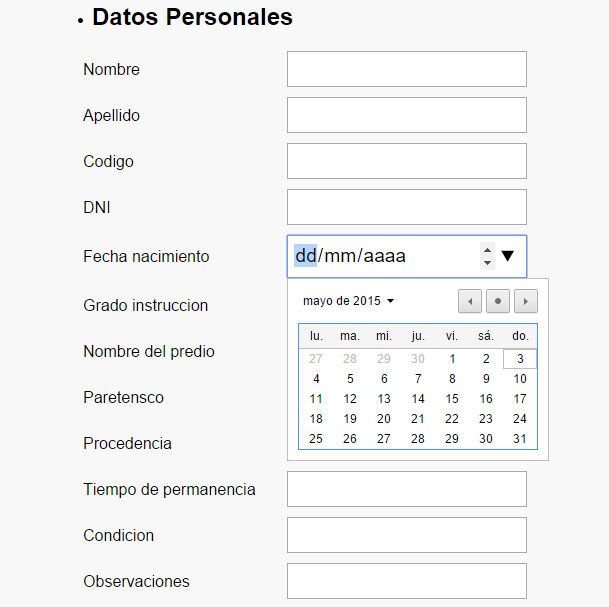 Datos Personales
Nombre
Apellido
Codigo
DNI
Fecha nacimiento dd/mm/aaaa
mayo de 2015
lu. ma. mi. ju. vi. sá. do.
27 28 29 30 1 2 3
4 5 6 7 8 9 10
11 12 13 14 15 16 17
18 19 20 21 22 23 24
25 26 27 28 29 30 31
Grado instruccion
Nombre del predio
Paretensco
Procedencia
Tiempo de permanencia
Condicion
Observaciones